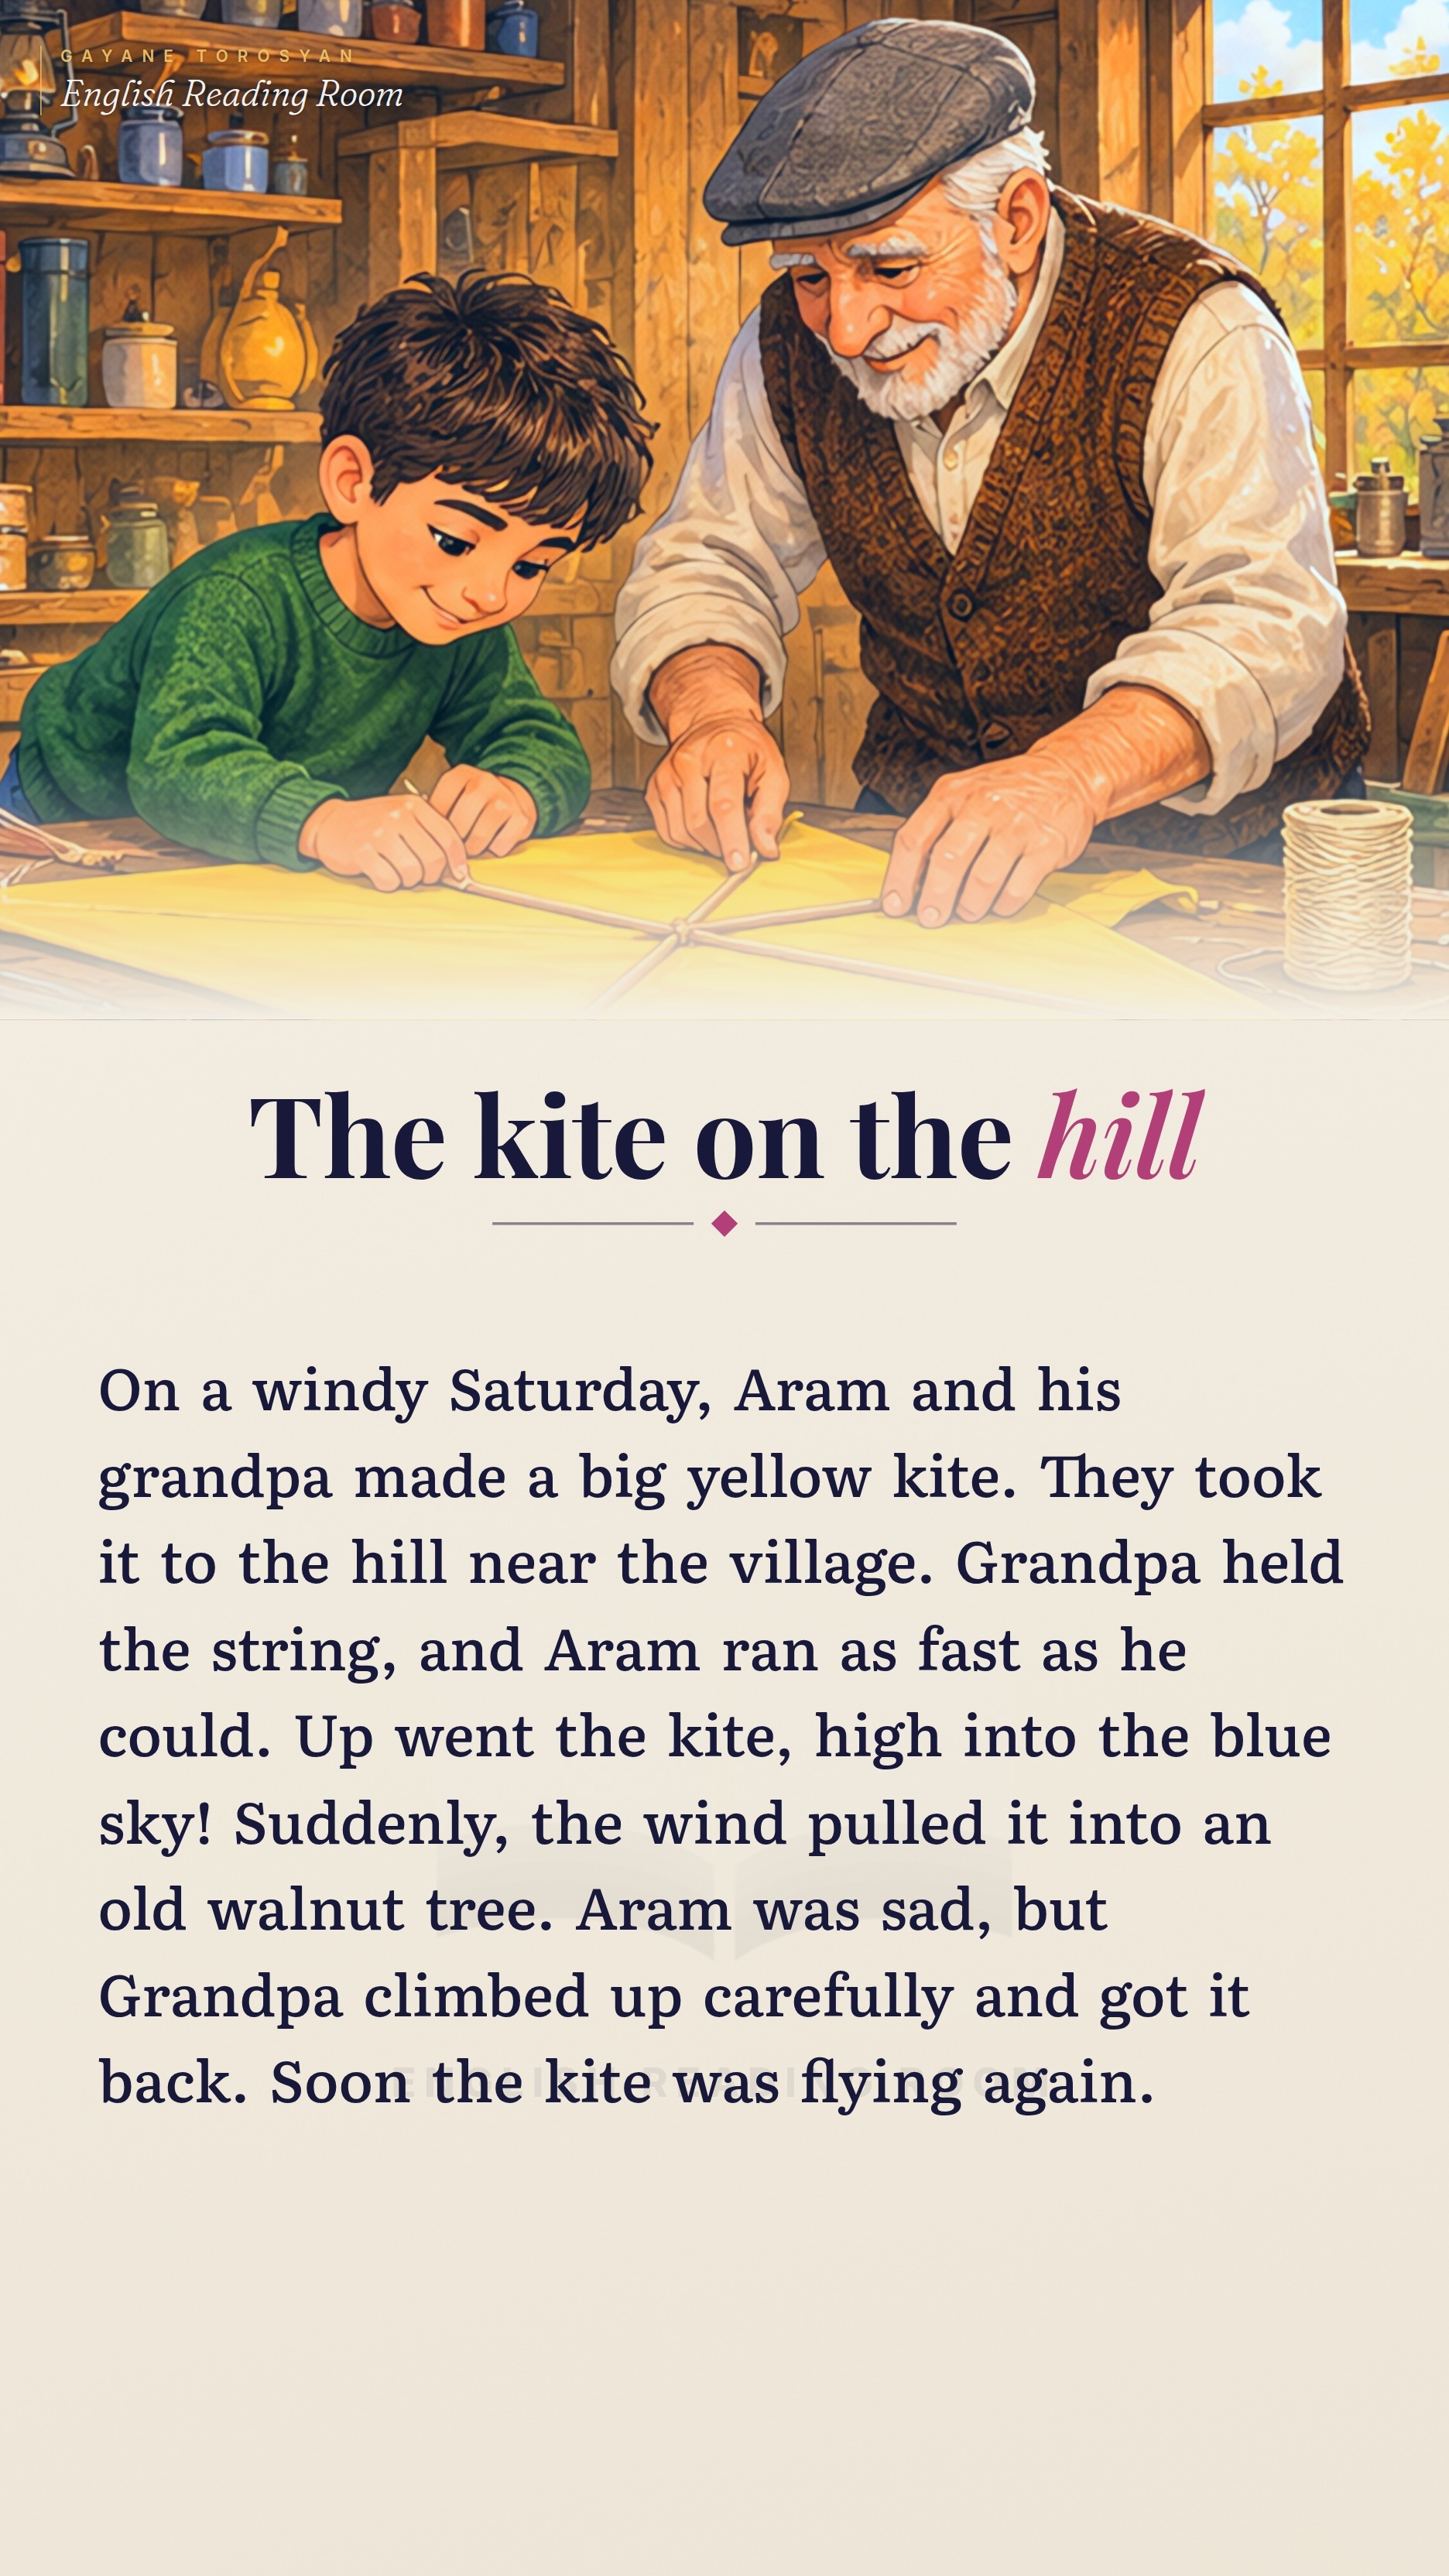 GAYANE TOROSYAN
English Reading Room
The kite on the hill
On a windy Saturday, Aram and his
grandpa made a big yellow kite. They took
it to the hill near the village. Grandpa held
the string, and Aram ran as fast as he
could. Up went the kite, high into the blue
sky! Suddenly, the wind pulled it into an
old walnut tree. Aram was sad, but
Grandpa climbed up carefully and got it
back. Soon the kite was flying again.
ENGLISH READING ROOM